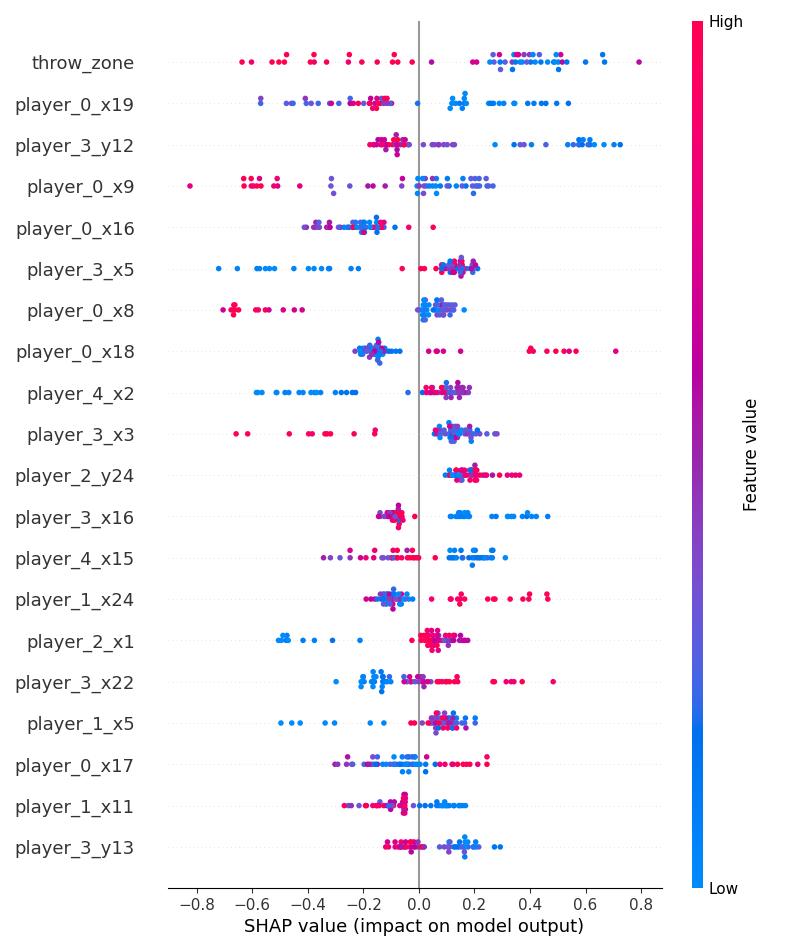 High
throw_zone
player_0_x19
player_3_y12
player_0_x9
player_0_x16
player_3_x5
player_0_x8
player_0_x18
player_4_x2
player_3_x3
player_2_y24
player_3_x16
player_4_x15
player_1_x24
player_2_x1
player_3_x22
player_1_x5
player_0_x17
player_1_x11
player_3_y13
Feature value
Low
−0.8 −0.6 −0.4 −0.2 0.0 0.2 0.4 0.6 0.8
SHAP value (impact on model output)